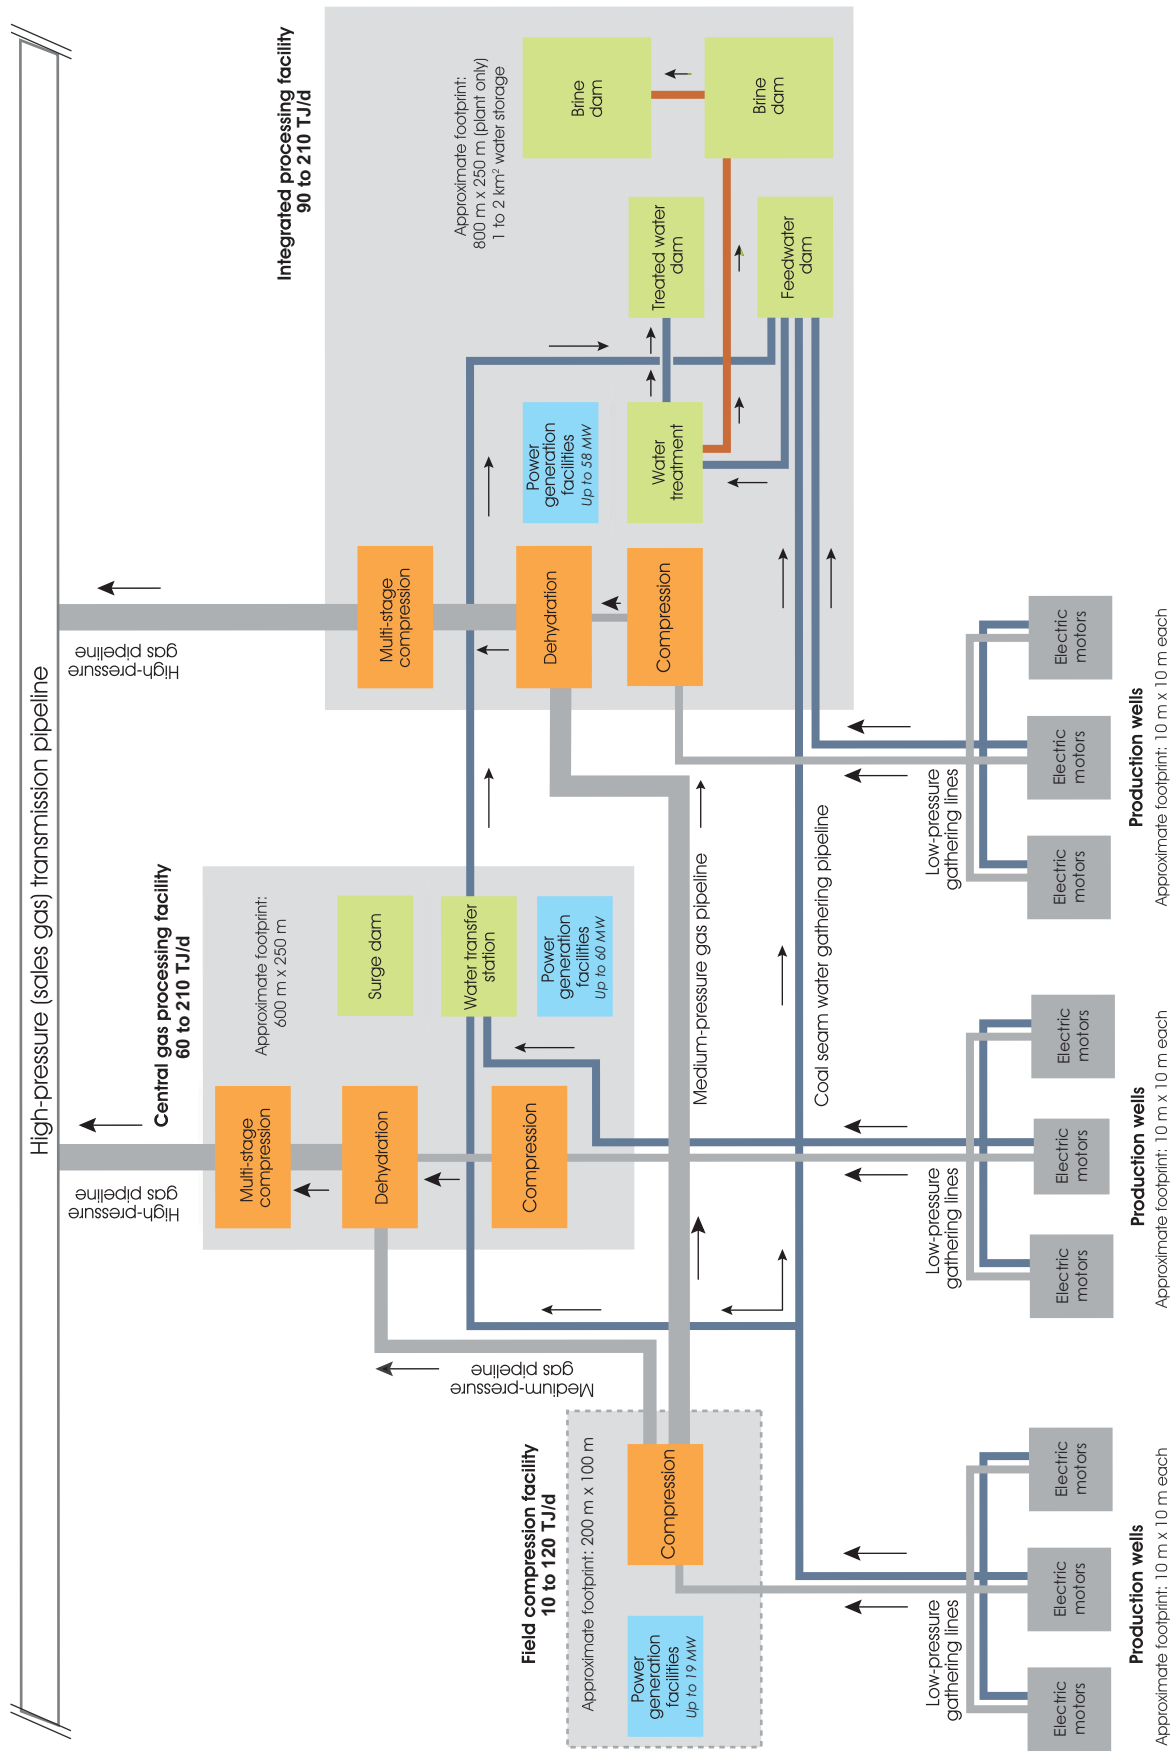 High-pressure (sales gas) transmission pipeline
Field compression facility
10 to 120 TJ/d
Approximate footprint: 200 m x 100 m
Power
generation
facilities
Up to 19 MW
Compression
Medium-pressure
gas pipeline
High-pressure
gas pipeline
Central gas processing facility
60 to 210 TJ/d
Approximate footprint:
600 m x 250 m
Multi-stage
compression
Dehydration
Compression
Surge dam
Water transfer
station
Power
generation
facilities
Up to 60 MW
High-pressure
gas pipeline
Integrated processing facility
90 to 210 TJ/d
Approximate footprint:
800 m x 250 m (plant only)
1 to 2 km² water storage
Multi-stage
compression
Dehydration
Compression
Power
generation
facilities
Up to 58 MW
Water
treatment
Treated water
dam
Feedwater
dam
Brine
dam
Brine
dam
Medium-pressure gas pipeline
Coal seam water gathering pipeline
Low-pressure
gathering lines
Electric
motors
Electric
motors
Electric
motors
Production wells
Approximate footprint: 10 m x 10 m each
Low-pressure
gathering lines
Electric
motors
Electric
motors
Electric
motors
Production wells
Approximate footprint: 10 m x 10 m each
Low-pressure
gathering lines
Electric
motors
Electric
motors
Electric
motors
Production wells
Approximate footprint: 10 m x 10 m each